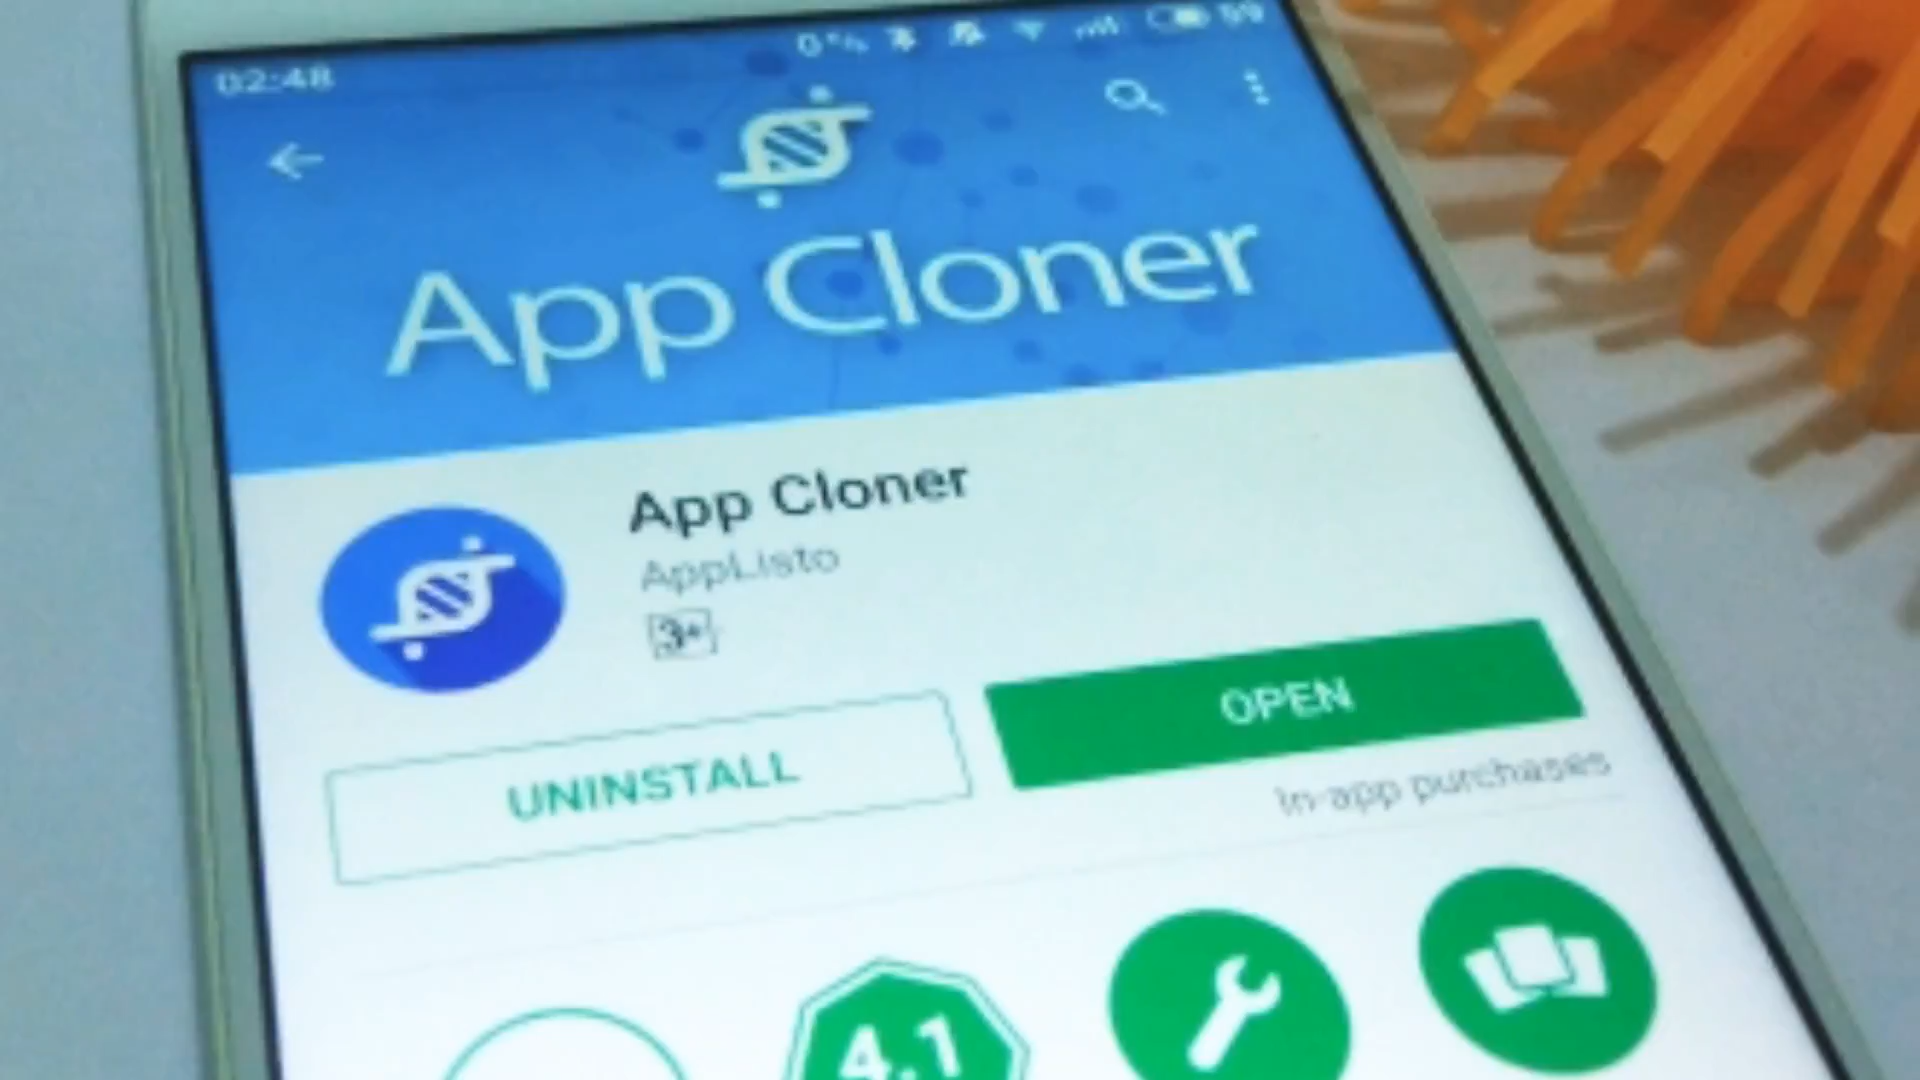 02:48
App Cloner
App Cloner
AppListo
3+
UNINSTALL
OPEN
In-app purchases
4.1